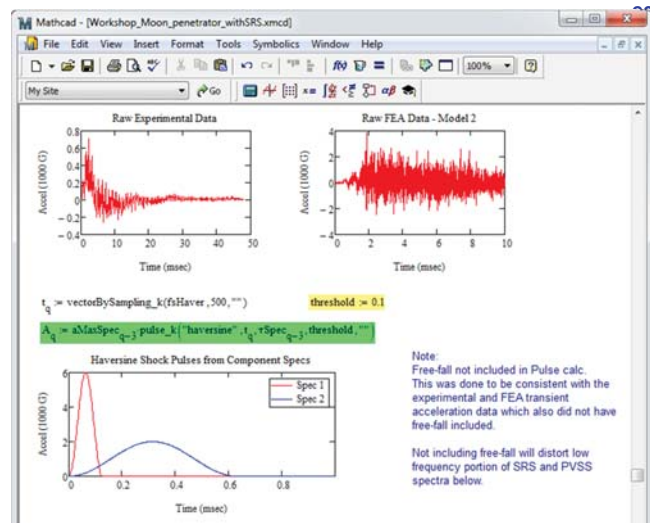 Mathcad - [Workshop_Moon_penetrator_withSRS.xmcd]
File Edit View Insert Format Tools Symbolics Window Help
100%
My Site Go
Raw Experimental Data
Accel (1000 G)
0.8
0.6
0.4
0.2
0
− 0.2
− 0.4
0 10 20 30 40 50
Time (msec)
Raw FEA Data - Model 2
Accel (1000 G)
4
2
0
− 2
− 4
0 2 4 6 8 10
Time (msec)
t q := vectorBySampling_k(fsHaver, 500, "")
threshold := 0.1
A q := aMaxSpec q−3 · pulse_k("haversine", t q, τSpec q−3, threshold, "")
Haversine Shock Pulses from Component Specs
Accel (1000 G)
6
4
2
0
0 0.2 0.4 0.6 0.8
Time (msec)
Spec 1
Spec 2
Note:
Free-fall not included in Pulse calc.
This was done to be consistent with the
experimental and FEA transient
acceleration data which also did not have
free-fall included.
Not including free-fall will distort low
frequency portion of SRS and PVSS
spectra below.